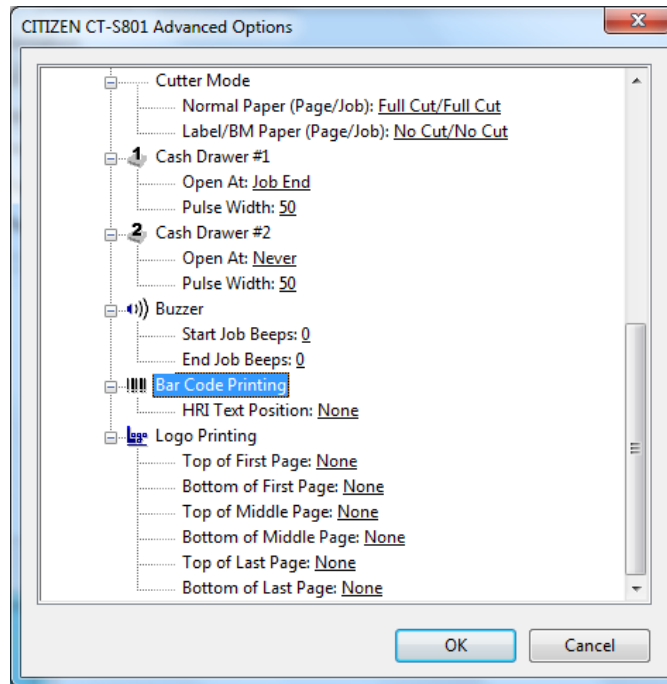 CITIZEN CT-S801 Advanced Options
Cutter Mode
Normal Paper (Page/Job): Full Cut/Full Cut
Label/BM Paper (Page/Job): No Cut/No Cut
1 Cash Drawer #1
Open At: Job End
Pulse Width: 50
2 Cash Drawer #2
Open At: Never
Pulse Width: 50
Buzzer
Start Job Beeps: 0
End Job Beeps: 0
Bar Code Printing
HRI Text Position: None
Logo Printing
Top of First Page: None
Bottom of First Page: None
Top of Middle Page: None
Bottom of Middle Page: None
Top of Last Page: None
Bottom of Last Page: None
OK Cancel